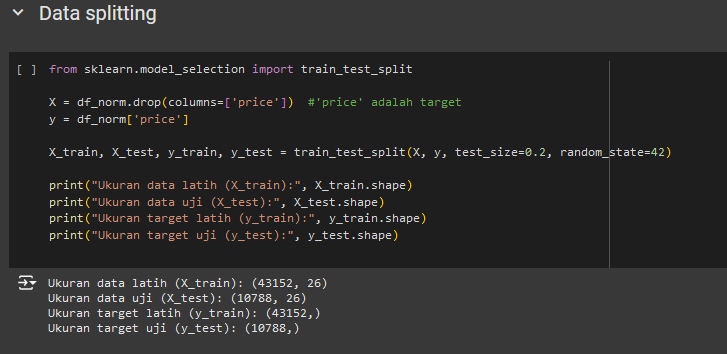 Data splitting
[ ] from sklearn.model_selection import train_test_split
X = df_norm.drop(columns=['price'])  #'price' adalah target
y = df_norm['price']
X_train, X_test, y_train, y_test = train_test_split(X, y, test_size=0.2, random_state=42)
print("Ukuran data latih (X_train):", X_train.shape)
print("Ukuran data uji (X_test):", X_test.shape)
print("Ukuran target latih (y_train):", y_train.shape)
print("Ukuran target uji (y_test):", y_test.shape)
Ukuran data latih (X_train): (43152, 26)
Ukuran data uji (X_test): (10788, 26)
Ukuran target latih (y_train): (43152,)
Ukuran target uji (y_test): (10788,)